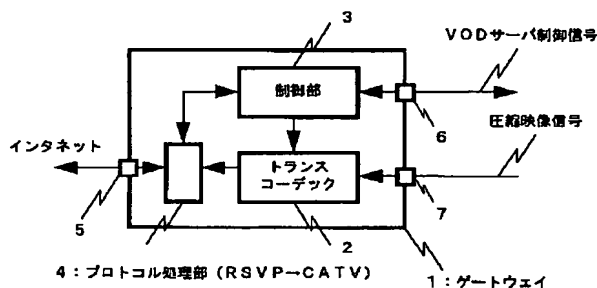 3
VODサーバ制御信号
制御部
6
圧縮映像信号
インタネット
トランス
コーデック
5
7
2
4:プロトコル処理部(RSVP→CATV)
1:ゲートウェイ